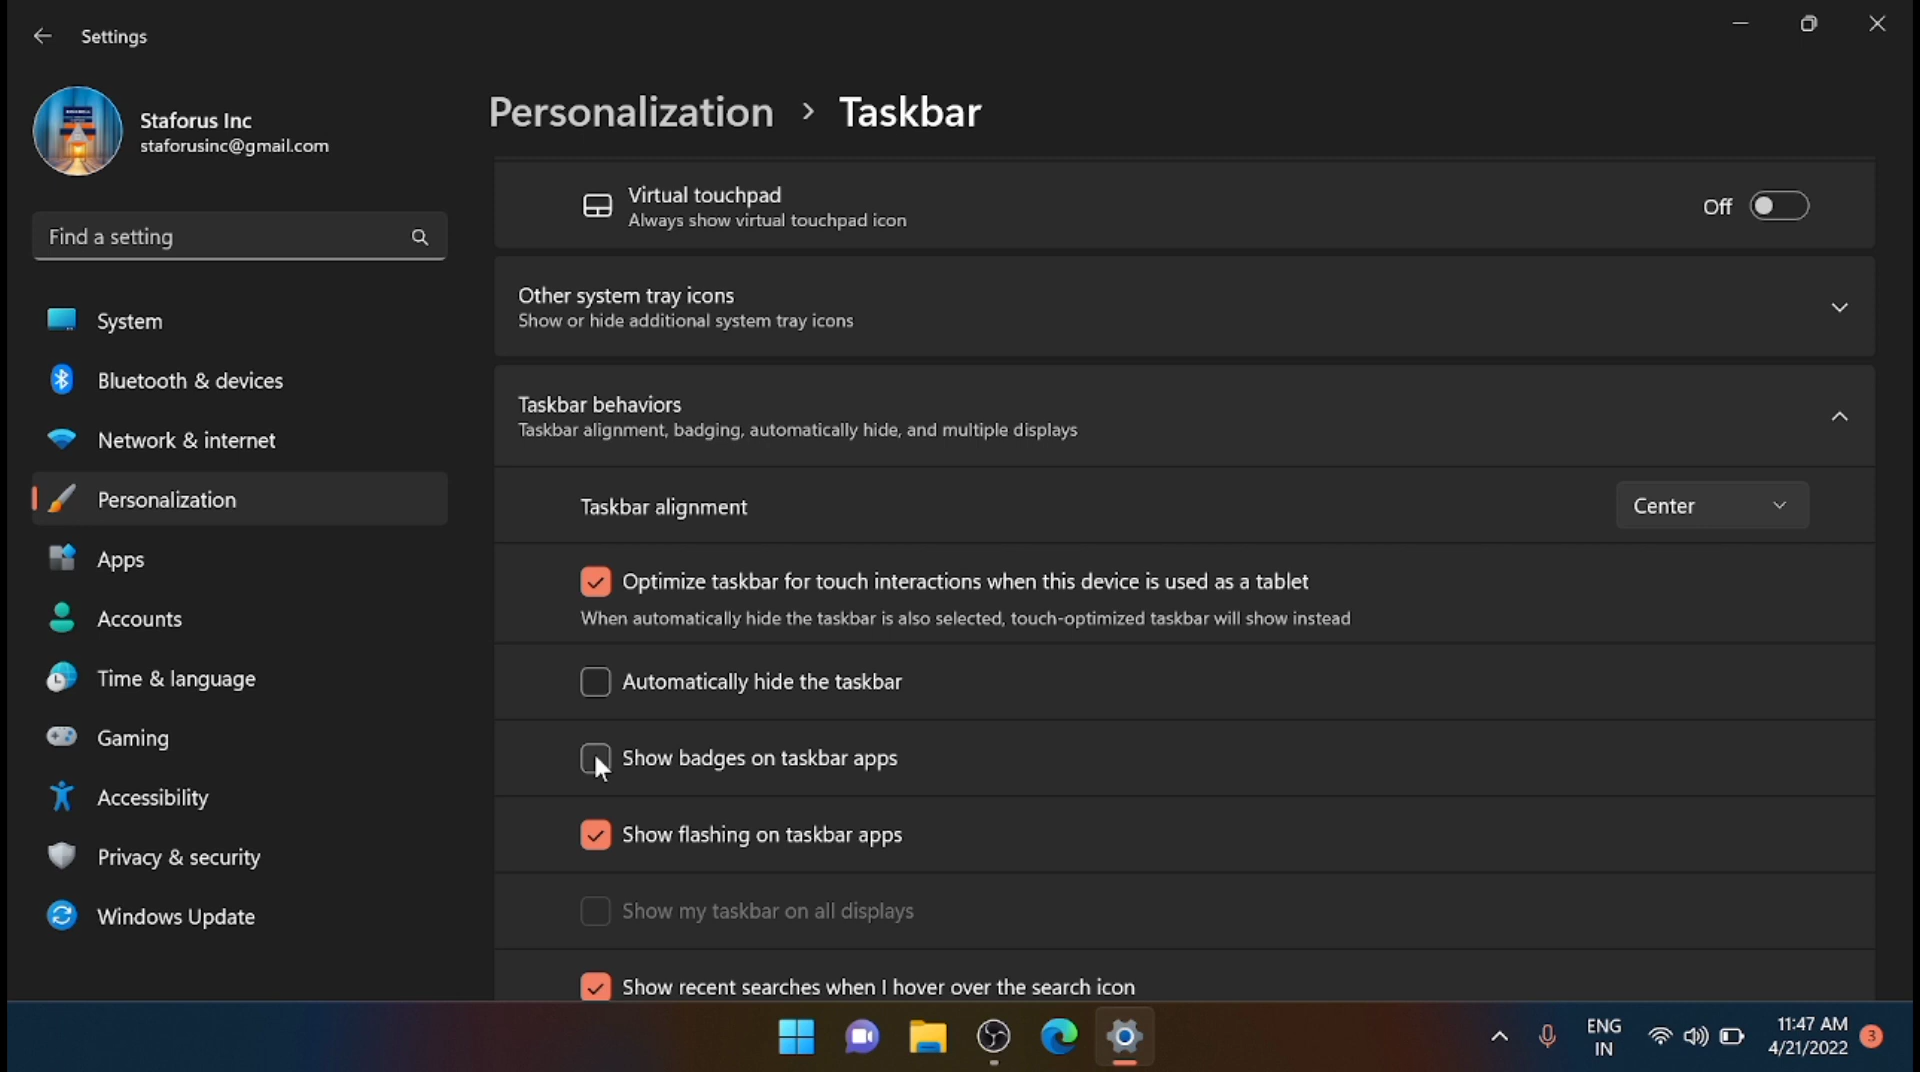 Settings
Staforus Inc
staforusinc@gmail.com
Find a setting
System
Bluetooth & devices
Network & internet
Personalization
Apps
Accounts
Time & language
Gaming
Accessibility
Privacy & security
Windows Update
Personalization > Taskbar
Virtual touchpad
Always show virtual touchpad icon
Off
Other system tray icons
Show or hide additional system tray icons
Taskbar behaviors
Taskbar alignment, badging, automatically hide, and multiple displays
Taskbar alignment
Center
Optimize taskbar for touch interactions when this device is used as a tablet
When automatically hide the taskbar is also selected, touch-optimized taskbar will show instead
Automatically hide the taskbar
Show badges on taskbar apps
Show flashing on taskbar apps
Show my taskbar on all displays
Show recent searches when I hover over the search icon
ENG
IN
11:47 AM
4/21/2022
3